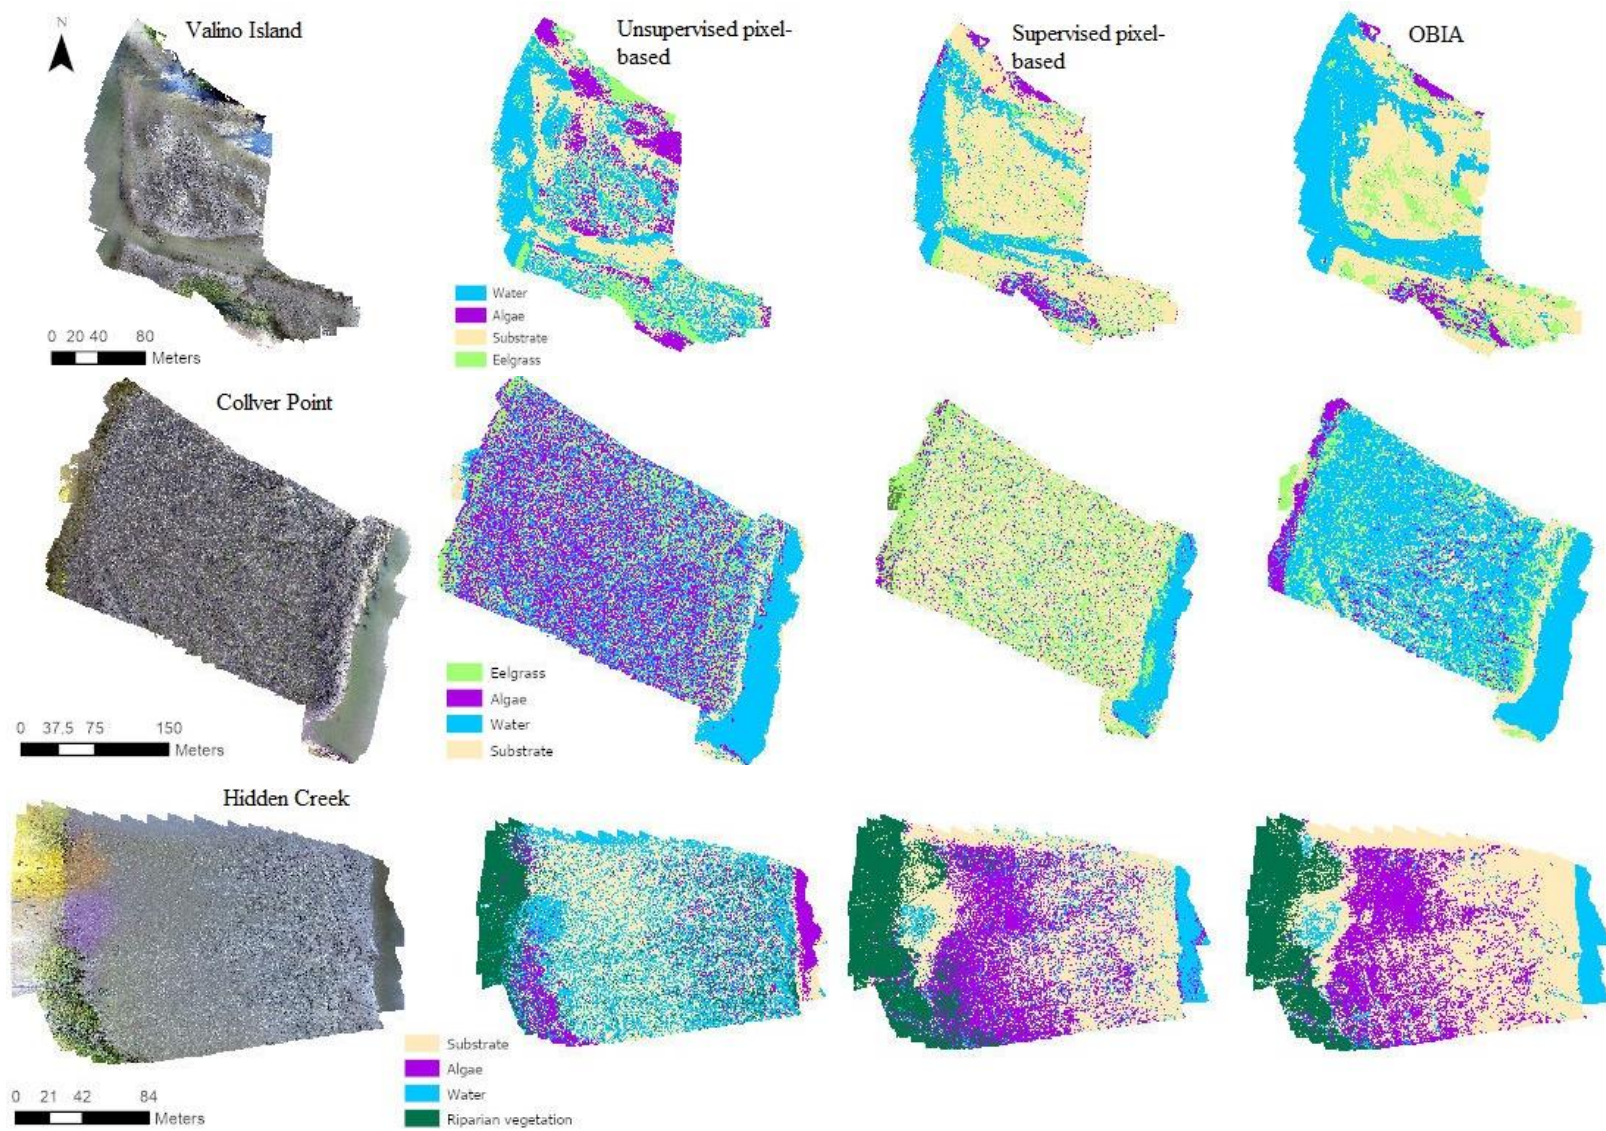 N
Valino Island
Unsupervised pixel-
based
Supervised pixel-
based
OBIA
Water
Algae
Substrate
Eelgrass
0 20 40 80
Meters
Collver Point
Eelgrass
Algae
Water
Substrate
0 37.5 75 150
Meters
Hidden Creek
Substrate
Algae
Water
Riparian vegetation
0 21 42 84
Meters